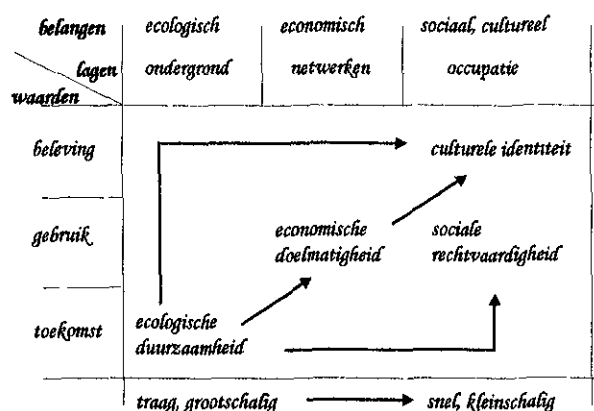 belangen ecologisch economisch sociaal, cultureel
lagen ondergrond netwerken occupatie
waarden
beleving culturele identiteit
gebruik economische doelmatigheid sociale rechtvaardigheid
toekomst ecologische duurzaamheid
traag, grootschalig snel, kleinschalig